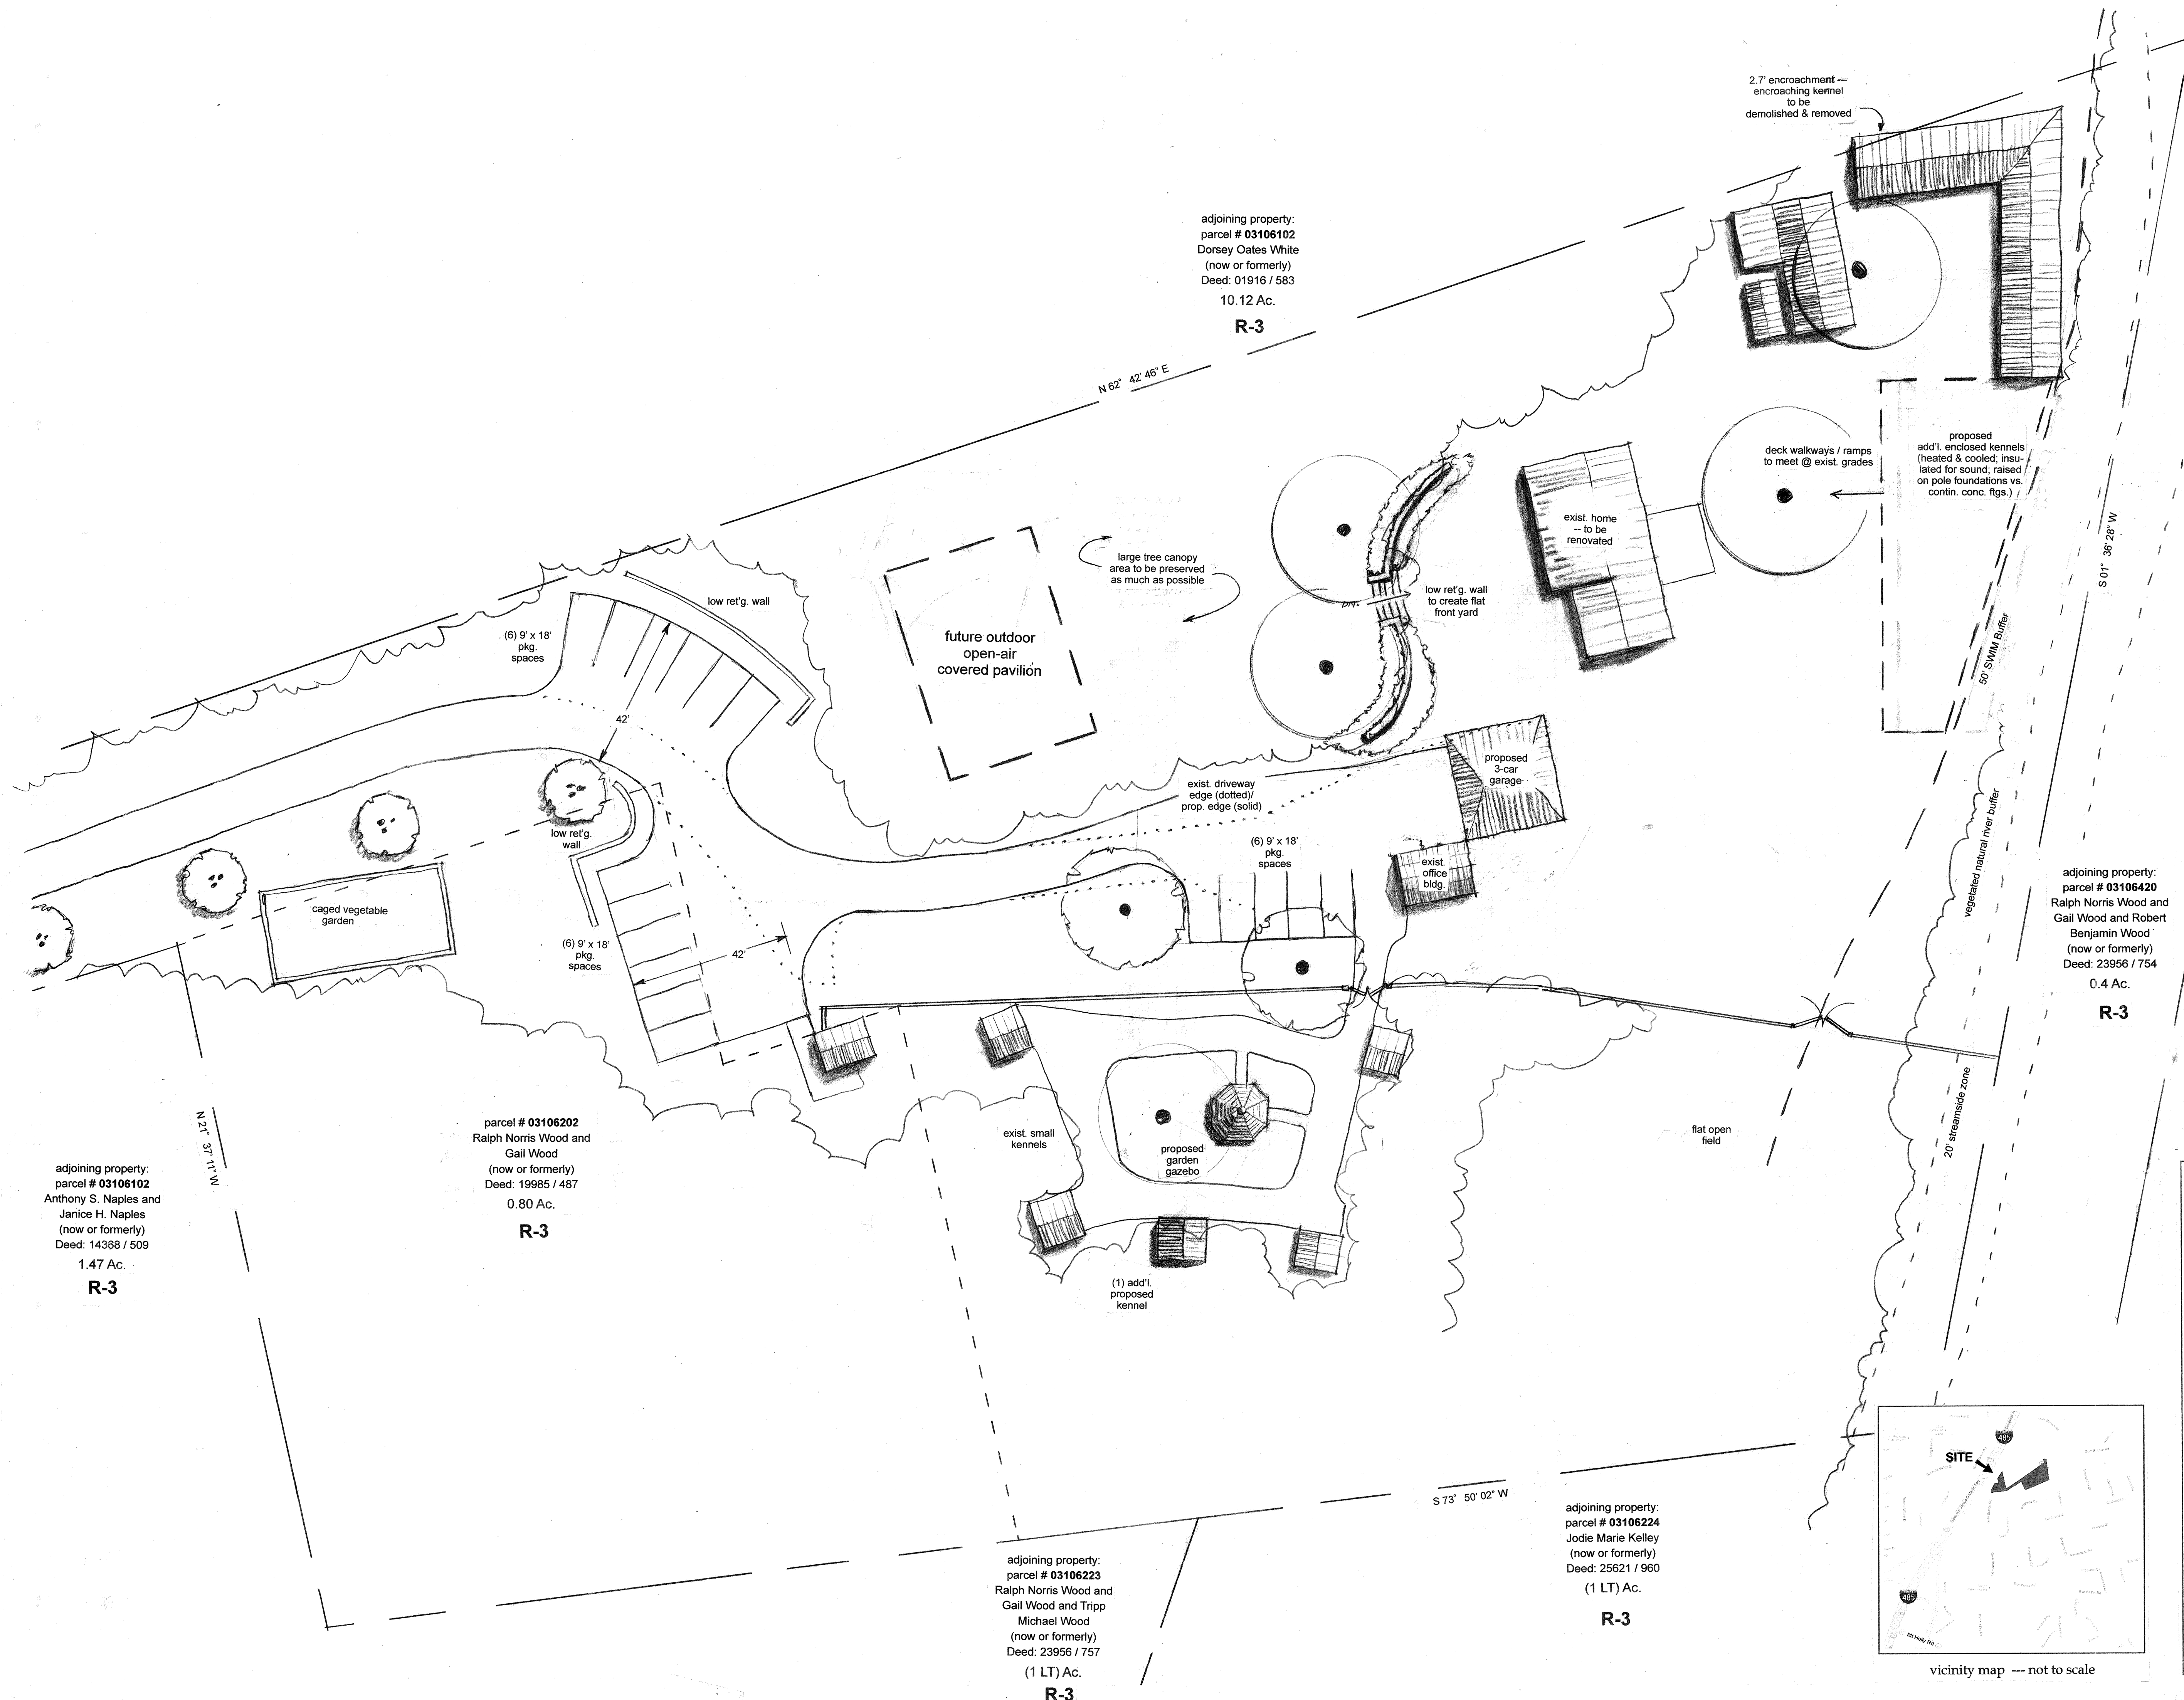 2.7' encroachment —
encroaching kennel
to be
demolished & removed
adjoining property:
parcel # 03106102
Dorsey Oates White
(now or formerly)
Deed: 01916 / 583
10.12 Ac.
R-3
N 62° 42' 46" E
deck walkways / ramps
to meet @ exist. grades
proposed
add'l. enclosed kennels
(heated & cooled; insu-
lated for sound; raised
on pole foundations vs.
contin. conc. ftgs.)
exist. home
-- to be
renovated
S 01° 36' 28" W
large tree canopy
area to be preserved
as much as possible
low ret'g. wall
to create flat
front yard
DN.
low ret'g. wall
(6) 9' x 18'
pkg.
spaces
future outdoor
open-air
covered pavilion
50' SWIM Buffer
42'
proposed
3-car
garage
exist. driveway
edge (dotted)/
prop. edge (solid)
low ret'g.
wall
(6) 9' x 18'
pkg.
spaces
exist.
office
bldg.
vegetated natural river buffer
caged vegetable
garden
(6) 9' x 18'
pkg.
spaces
42'
adjoining property:
parcel # 03106420
Ralph Norris Wood and
Gail Wood and Robert
Benjamin Wood
(now or formerly)
Deed: 23956 / 754
0.4 Ac.
R-3
N 21° 37' 11" W
parcel # 03106202
Ralph Norris Wood and
Gail Wood
(now or formerly)
Deed: 19985 / 487
0.80 Ac.
R-3
exist. small
kennels
proposed
garden
gazebo
flat open
field
20' streamside zone
adjoining property:
parcel # 03106102
Anthony S. Naples and
Janice H. Naples
(now or formerly)
Deed: 14368 / 509
1.47 Ac.
R-3
(1) add'l.
proposed
kennel
S 73° 50' 02" W
adjoining property:
parcel # 03106224
Jodie Marie Kelley
(now or formerly)
Deed: 25621 / 960
(1 LT) Ac.
R-3
adjoining property:
parcel # 03106223
Ralph Norris Wood and
Gail Wood and Tripp
Michael Wood
(now or formerly)
Deed: 23956 / 757
(1 LT) Ac.
R-3
485
SITE
485
Mt Holly Rd
vicinity map --- not to scale